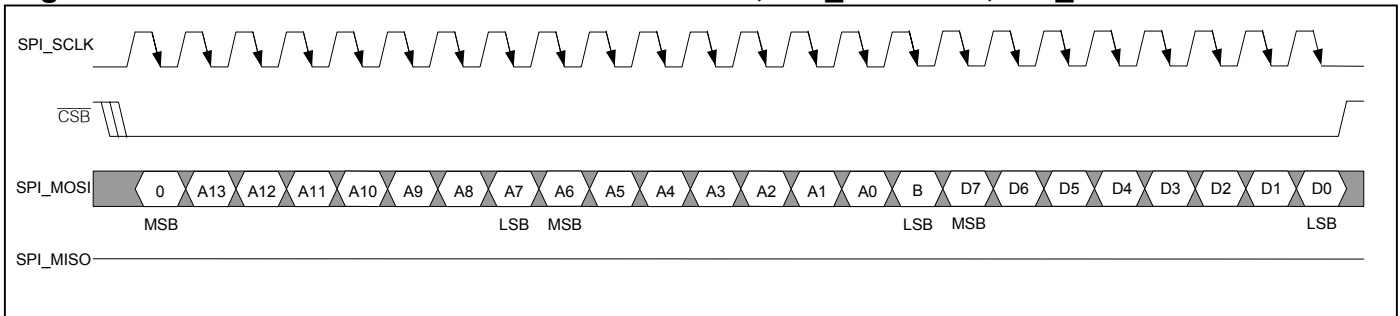 SPI_SCLK
CSB
SPI_MOSI 0 A13 A12 A11 A10 A9 A8 A7 A6 A5 A4 A3 A2 A1 A0 B D7 D6 D5 D4 D3 D2 D1 D0
MSB LSB MSB LSB MSB LSB
SPI_MISO